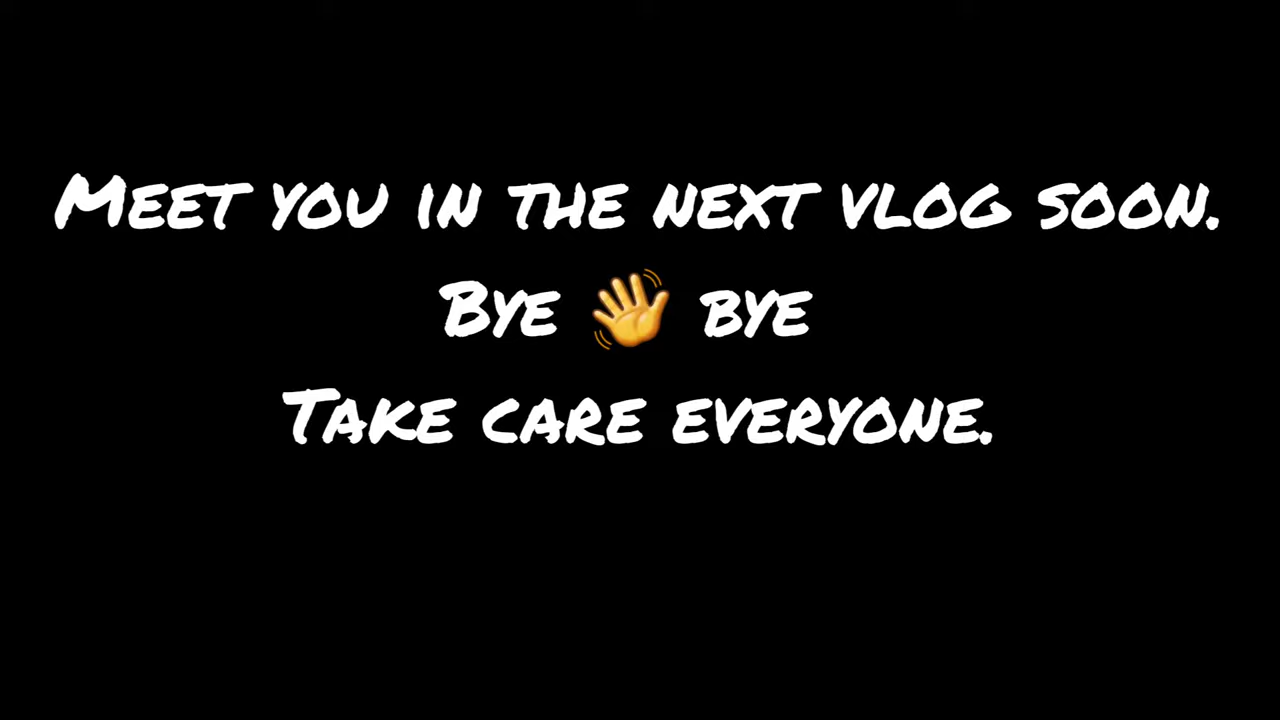 Meet you in the next vlog soon.
Bye 👋 bye
Take care everyone.